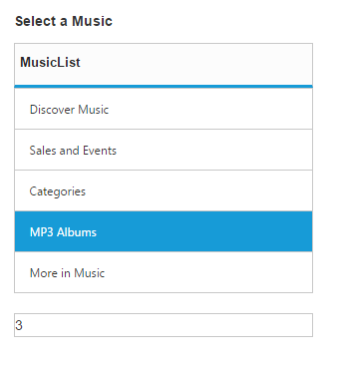 Select a Music
MusicList
Discover Music
Sales and Events
Categories
MP3 Albums
More in Music
3